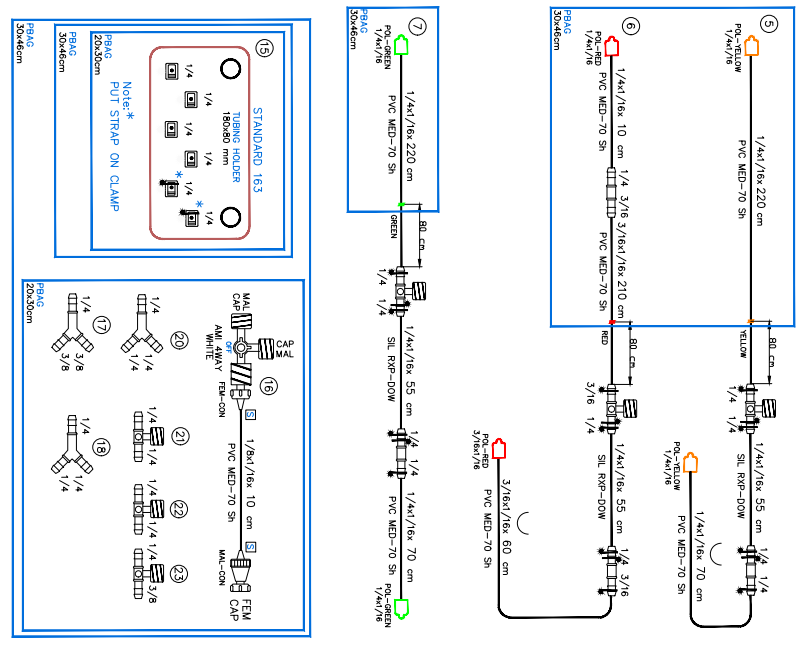 PBAG
30x46cm
5
POL-YELLOW
1/4x1/16
1/4x1/16x 220 cm
PVC MED-70 Sh
YELLOW
80 cm
1/4
1/4
1/4x1/16x 55 cm
SIL RXP-DOW
1/4
1/4
POL-YELLOW
1/4x1/16
1/4x1/16x 70 cm
PVC MED-70 Sh
6
POL-RED
1/4x1/16
1/4x1/16x 10 cm
PVC MED-70 Sh
1/4
3/16
3/16x1/16x 210 cm
PVC MED-70 Sh
RED
80 cm
3/16
1/4
1/4x1/16x 55 cm
SIL RXP-DOW
1/4
3/16
POL-RED
3/16x1/16
3/16x1/16x 60 cm
PVC MED-70 Sh
7
PBAG
30x46cm
POL-GREEN
1/4x1/16
1/4x1/16x 220 cm
PVC MED-70 Sh
GREEN
80 cm
1/4
1/4
1/4x1/16x 55 cm
SIL RXP-DOW
1/4
1/4
1/4x1/16x 70 cm
PVC MED-70 Sh
POL-GREEN
1/4x1/16
PBAG
30x46cm
PBAG
30x46cm
PBAG
20x30cm
15
STANDARD 163
TUBING HOLDER
180x80 mm
1/4
1/4
1/4
1/4
*
1/4
*
1/4
Note:*
PUT STRAP ON CLAMP
PBAG
20x30cm
16
CAP
MAL
MAL
CAP
OFF
AMI 4WAY
WHITE
FEM-CON
S
1/8x1/16x 10 cm
PVC MED-70 Sh
S
MAL-CON
FEM
CAP
20
1/4
1/4
1/4
21
1/4
1/4
22
1/4
1/4
23
1/4
3/8
17
1/4
3/8
3/8
18
1/4
1/4
1/4